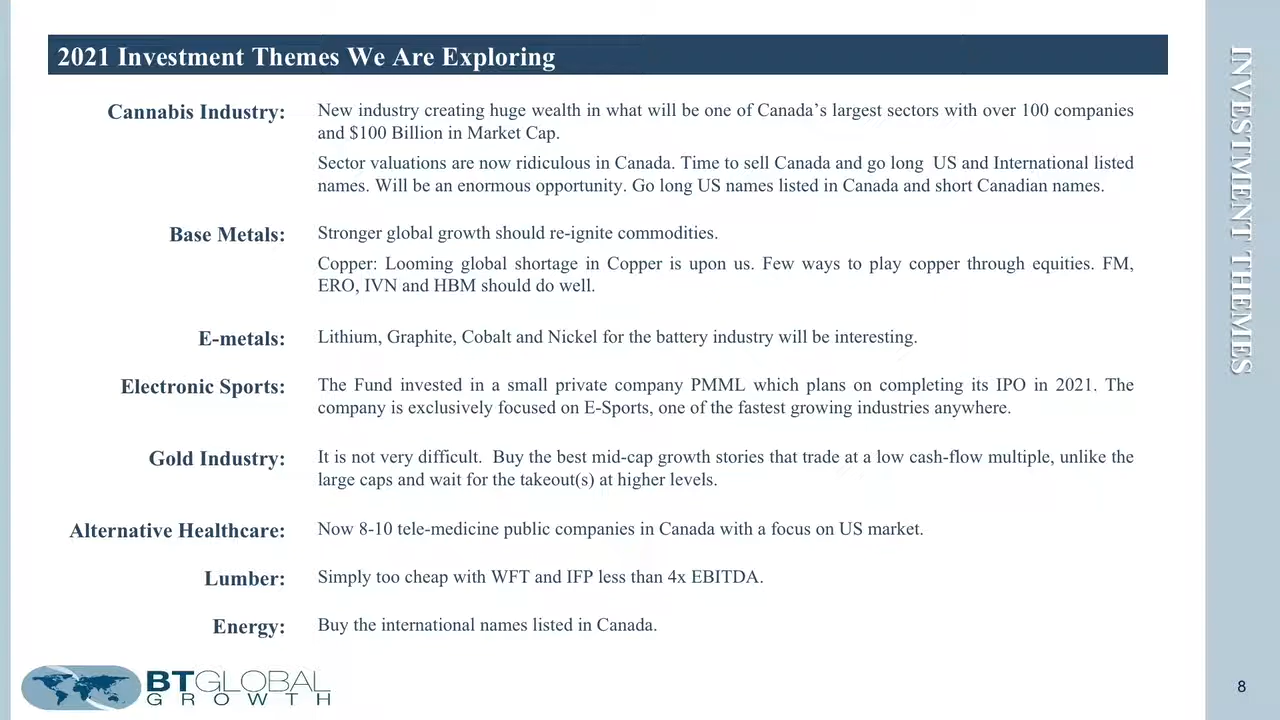 2021 Investment Themes We Are Exploring
Cannabis Industry:
New industry creating huge wealth in what will be one of Canada’s largest sectors with over 100 companies
and $100 Billion in Market Cap.
Sector valuations are now ridiculous in Canada. Time to sell Canada and go long US and International listed
names. Will be an enormous opportunity. Go long US names listed in Canada and short Canadian names.
Base Metals:
Stronger global growth should re-ignite commodities.
Copper: Looming global shortage in Copper is upon us. Few ways to play copper through equities. FM,
ERO, IVN and HBM should do well.
E-metals:
Lithium, Graphite, Cobalt and Nickel for the battery industry will be interesting.
Electronic Sports:
The Fund invested in a small private company PMML which plans on completing its IPO in 2021. The
company is exclusively focused on E-Sports, one of the fastest growing industries anywhere.
Gold Industry:
It is not very difficult. Buy the best mid-cap growth stories that trade at a low cash-flow multiple, unlike the
large caps and wait for the takeout(s) at higher levels.
Alternative Healthcare:
Now 8-10 tele-medicine public companies in Canada with a focus on US market.
Lumber:
Simply too cheap with WFT and IFP less than 4x EBITDA.
Energy:
Buy the international names listed in Canada.
INVESTMENT THEMES
BTGLOBAL
GROWTH
8